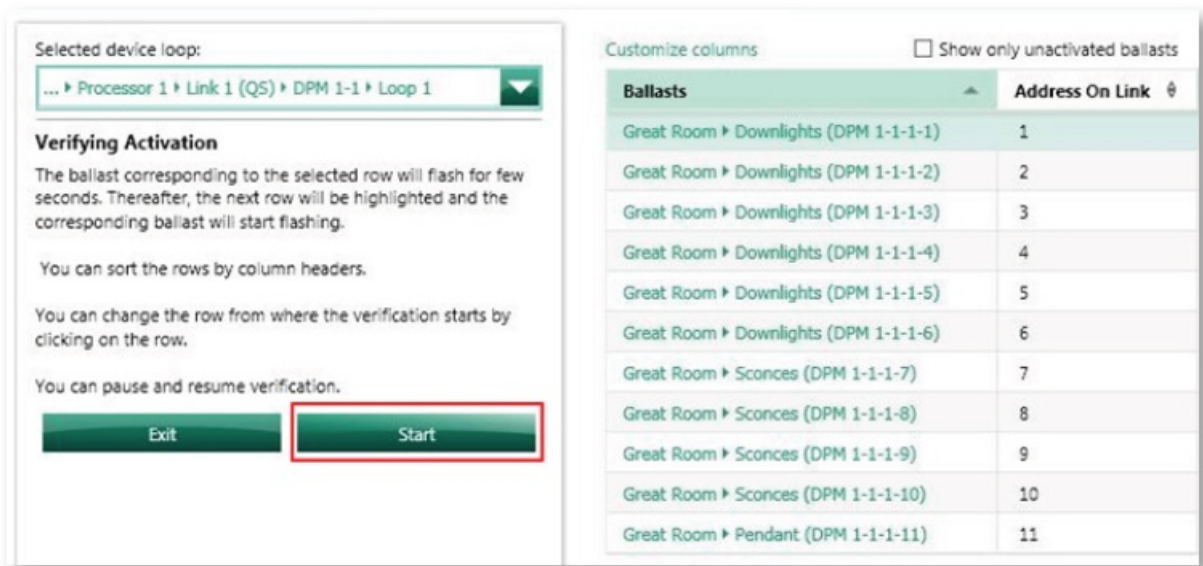 Selected device loop:
... ▸ Processor 1 ▸ Link 1 (QS) ▸ DPM 1-1 ▸ Loop 1
Verifying Activation
The ballast corresponding to the selected row will flash for few
seconds. Thereafter, the next row will be highlighted and the
corresponding ballast will start flashing.
You can sort the rows by column headers.
You can change the row from where the verification starts by
clicking on the row.
You can pause and resume verification.
Exit Start
Customize columns Show only unactivated ballasts
Ballasts Address On Link
Great Room ▸ Downlights (DPM 1-1-1-1) 1
Great Room ▸ Downlights (DPM 1-1-1-2) 2
Great Room ▸ Downlights (DPM 1-1-1-3) 3
Great Room ▸ Downlights (DPM 1-1-1-4) 4
Great Room ▸ Downlights (DPM 1-1-1-5) 5
Great Room ▸ Downlights (DPM 1-1-1-6) 6
Great Room ▸ Sconces (DPM 1-1-1-7) 7
Great Room ▸ Sconces (DPM 1-1-1-8) 8
Great Room ▸ Sconces (DPM 1-1-1-9) 9
Great Room ▸ Sconces (DPM 1-1-1-10) 10
Great Room ▸ Pendant (DPM 1-1-1-11) 11